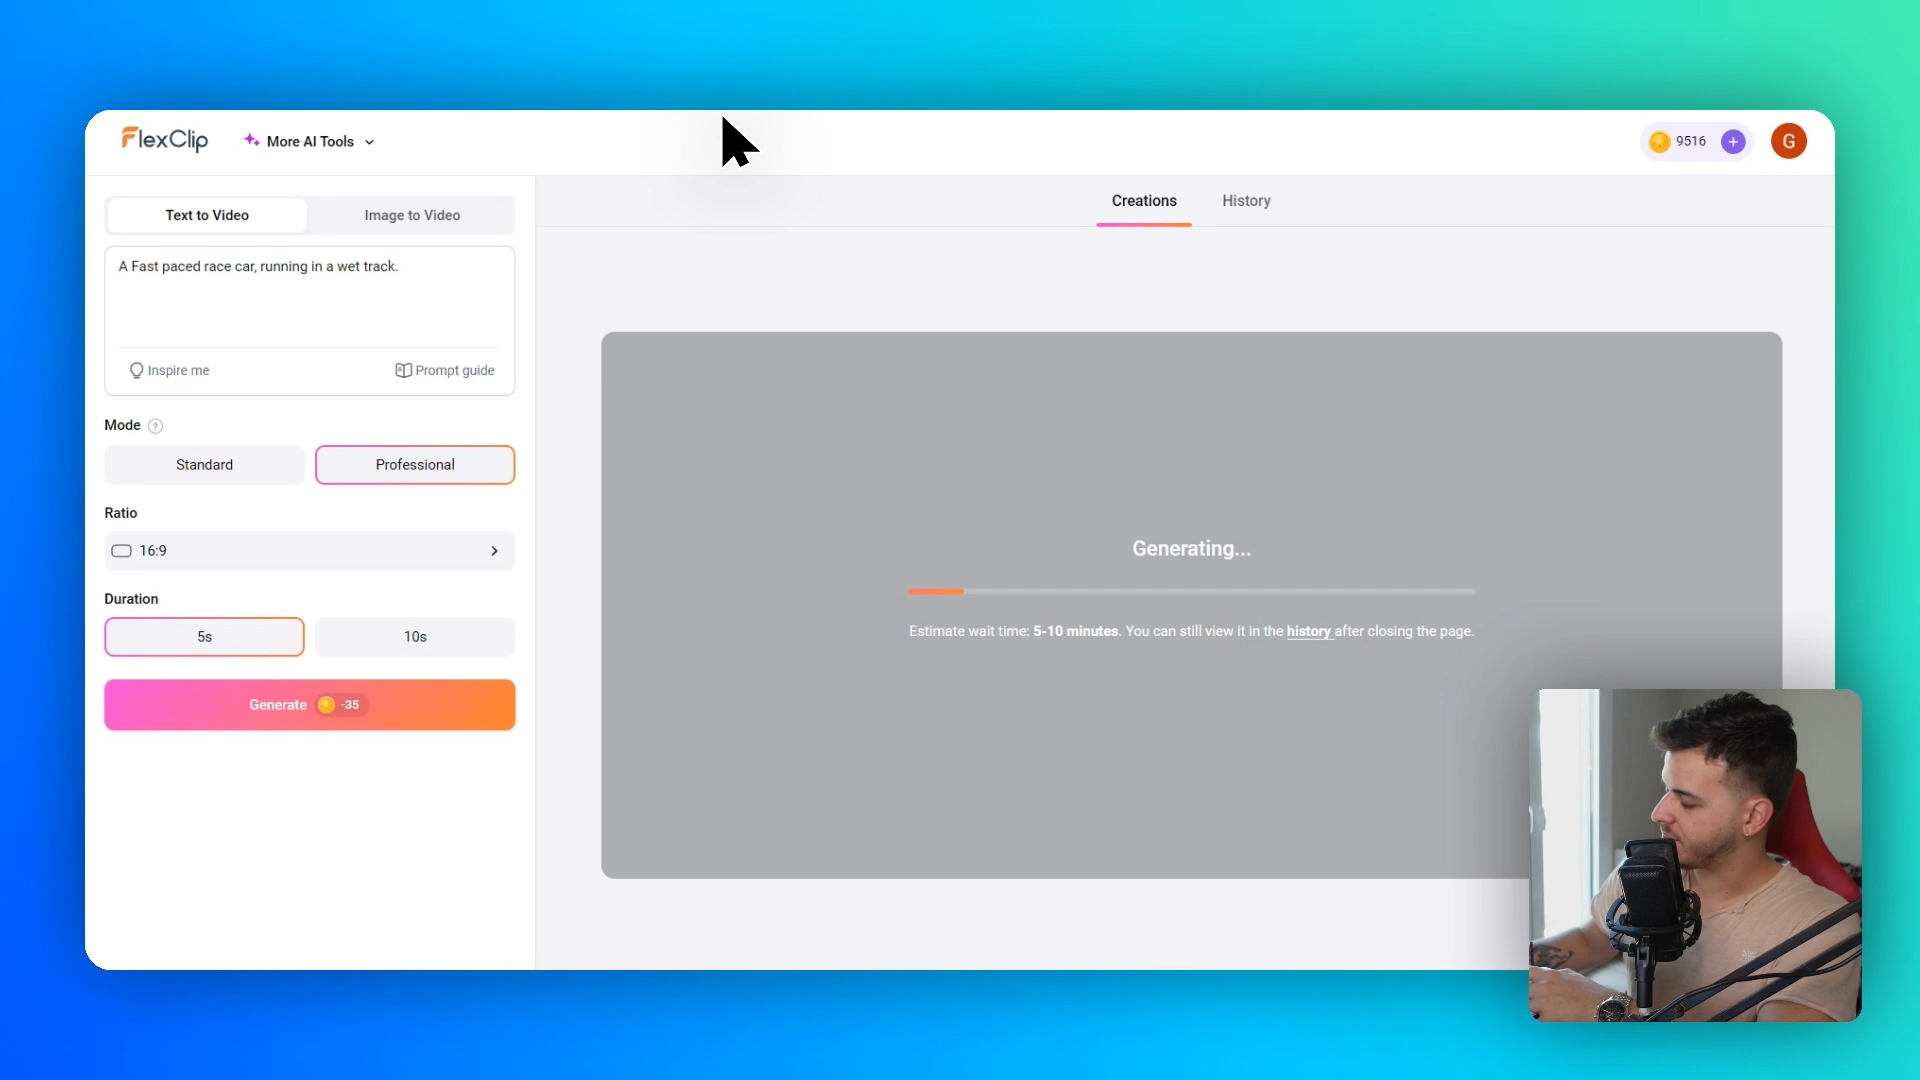 FlexClip
More AI Tools
9516
G
Text to Video
Image to Video
Creations
History
A Fast paced race car, running in a wet track.
Inspire me
Prompt guide
Mode
Standard
Professional
Ratio
16:9
Duration
5s
10s
Generate -35
Generating...
Estimate wait time: 5-10 minutes. You can still view it in the history after closing the page.